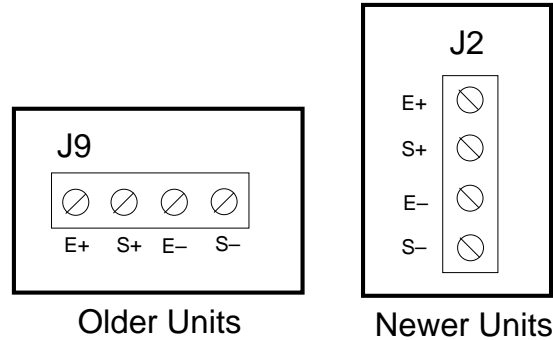 J9
E+ S+ E– S–
Older Units
J2
E+
S+
E–
S–
Newer Units